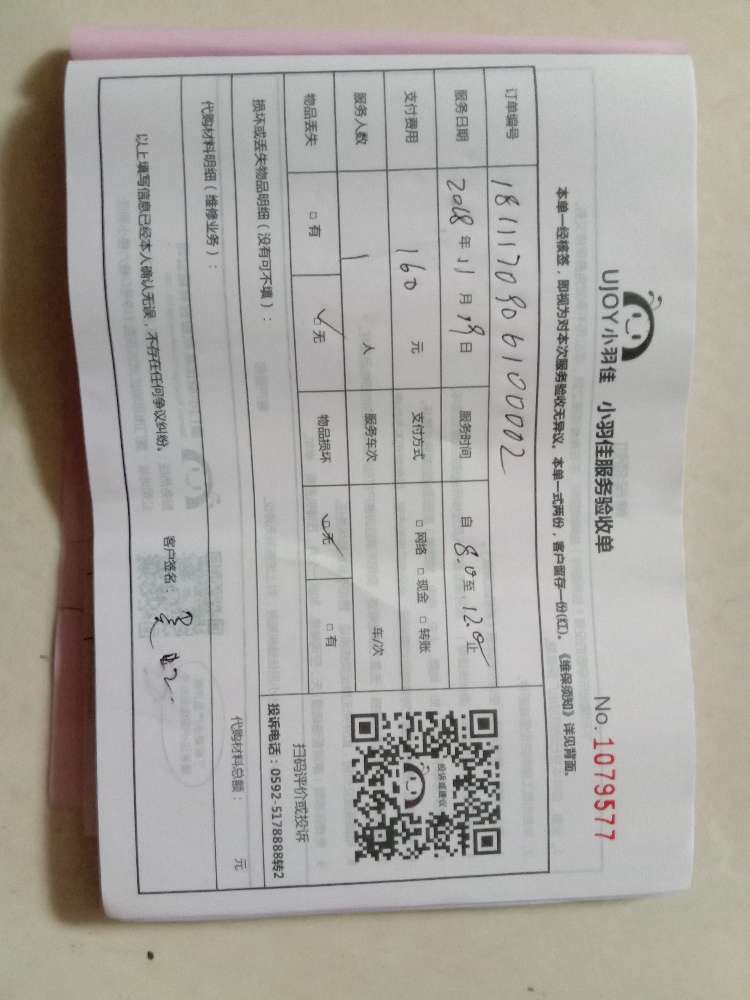 UJOY小羽佳 小羽佳服务验收单
No. 1079577
本单一经核签，即视为对本次服务验收无异议。本单一式两份，客户留存一份(红)。《维保须知》详见背面。
订单编号 1811170906100002
服务日期 2018 年 11 月 19 日 服务时间 自 8.0 至 12.0 止
支付费用 160 元 支付方式 □网络 □现金 □转账
服务人数 1 人 服务车次 车/次
物品丢失 □有 ☑无 物品损坏 ☑无 □有
投诉或建议
扫码评价或投诉
投诉电话：0592-5178888转2
损坏或丢失物品明细（没有可不填）：
代购材料明细（维修业务）： 代购材料总额： 元
以上填写信息已经本人确认无误，不存在任何争议纠纷。 客户签名：